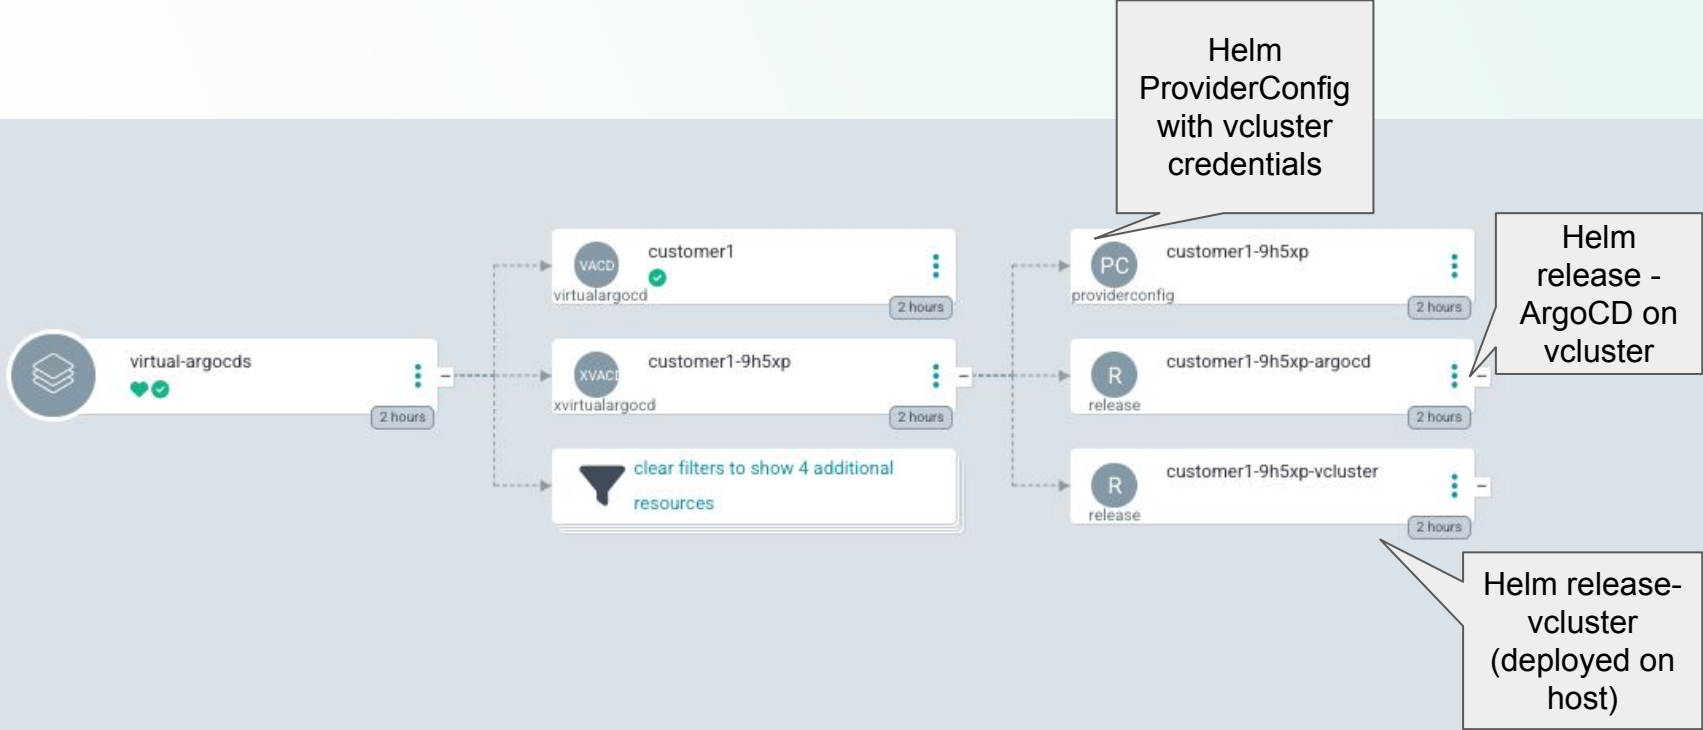 Helm
ProviderConfig
with vcluster
credentials
Helm
release -
ArgoCD on
vcluster
virtual-argocds
2 hours
VACD
virtualargocd
customer1
2 hours
XVACD
xvirtualargocd
customer1-9h5xp
2 hours
clear filters to show 4 additional
resources
PC
providerconfig
customer1-9h5xp
2 hours
R
release
customer1-9h5xp-argocd
2 hours
R
release
customer1-9h5xp-vcluster
2 hours
Helm release-
vcluster
(deployed on
host)